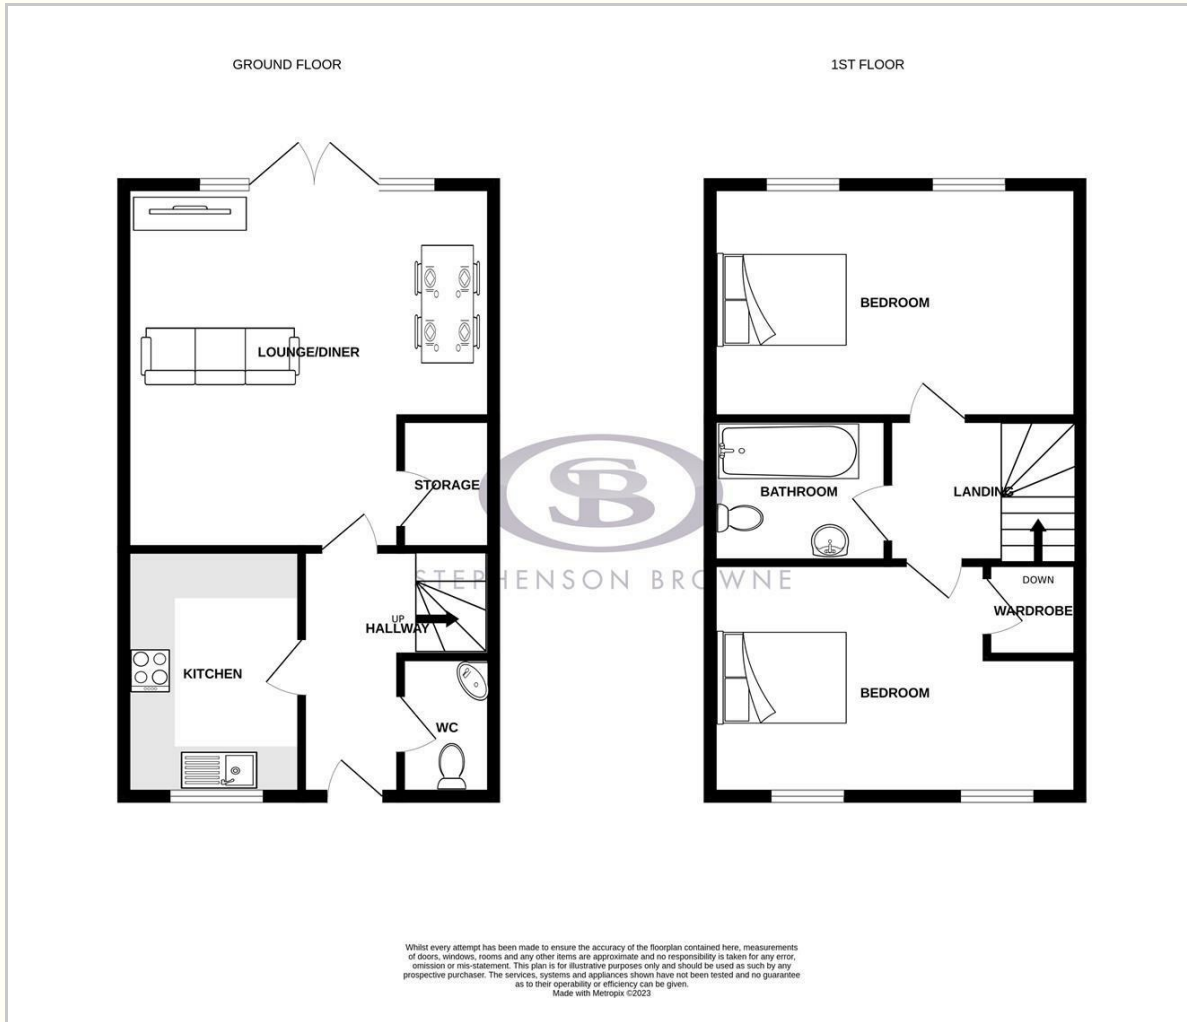 GROUND FLOOR
1ST FLOOR
LOUNGE/DINER
STORAGE
UP
HALLWAY
KITCHEN
WC
BEDROOM
BATHROOM
LANDING
DOWN
WARDROBE
BEDROOM
SB
STEPHENSON BROWNE
Whilst every attempt has been made to ensure the accuracy of the floorplan contained here, measurements
of doors, windows, rooms and any other items are approximate and no responsibility is taken for any error,
omission or mis-statement. This plan is for illustrative purposes only and should be used as such by any
prospective purchaser. The services, systems and appliances shown have not been tested and no guarantee
as to their operability or efficiency can be given.
Made with Metropix ©2023